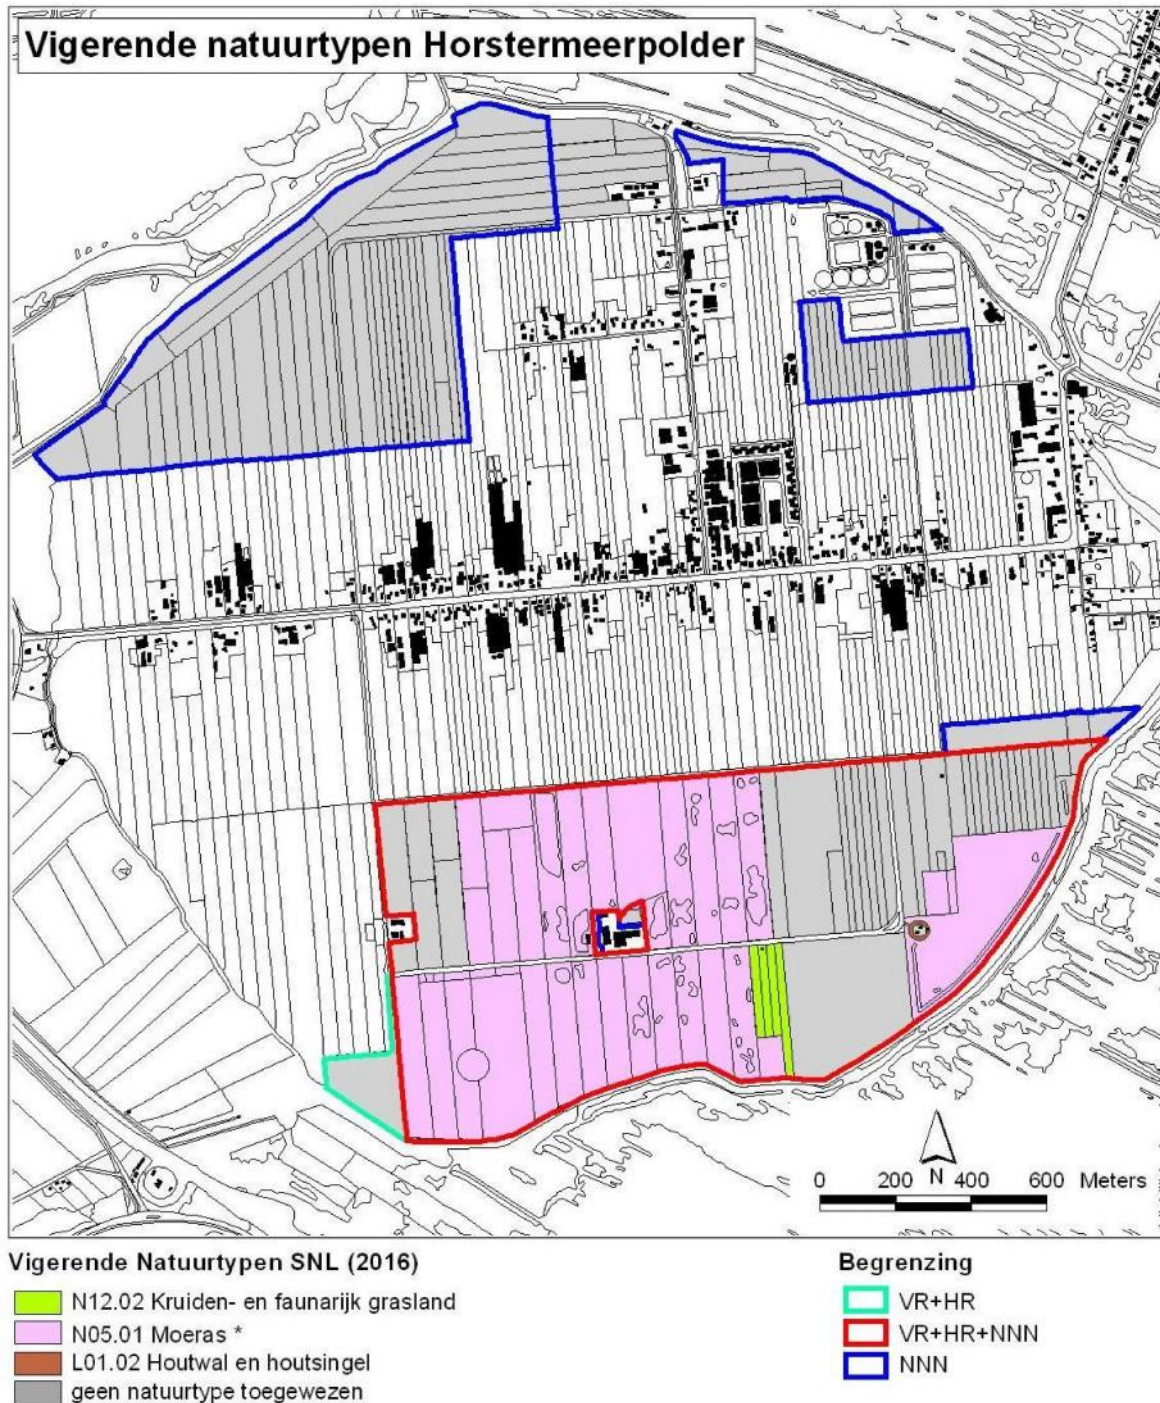 Vigerende natuurtypen Horstermeerpolder
0 200 N 400 600 Meters
Vigerende Natuurtypen SNL (2016)
N12.02 Kruiden- en faunarijk grasland
N05.01 Moeras *
L01.02 Houtwal en houtsingel
geen natuurtype toegewezen
Begrenzing
VR+HR
VR+HR+NNN
NNN